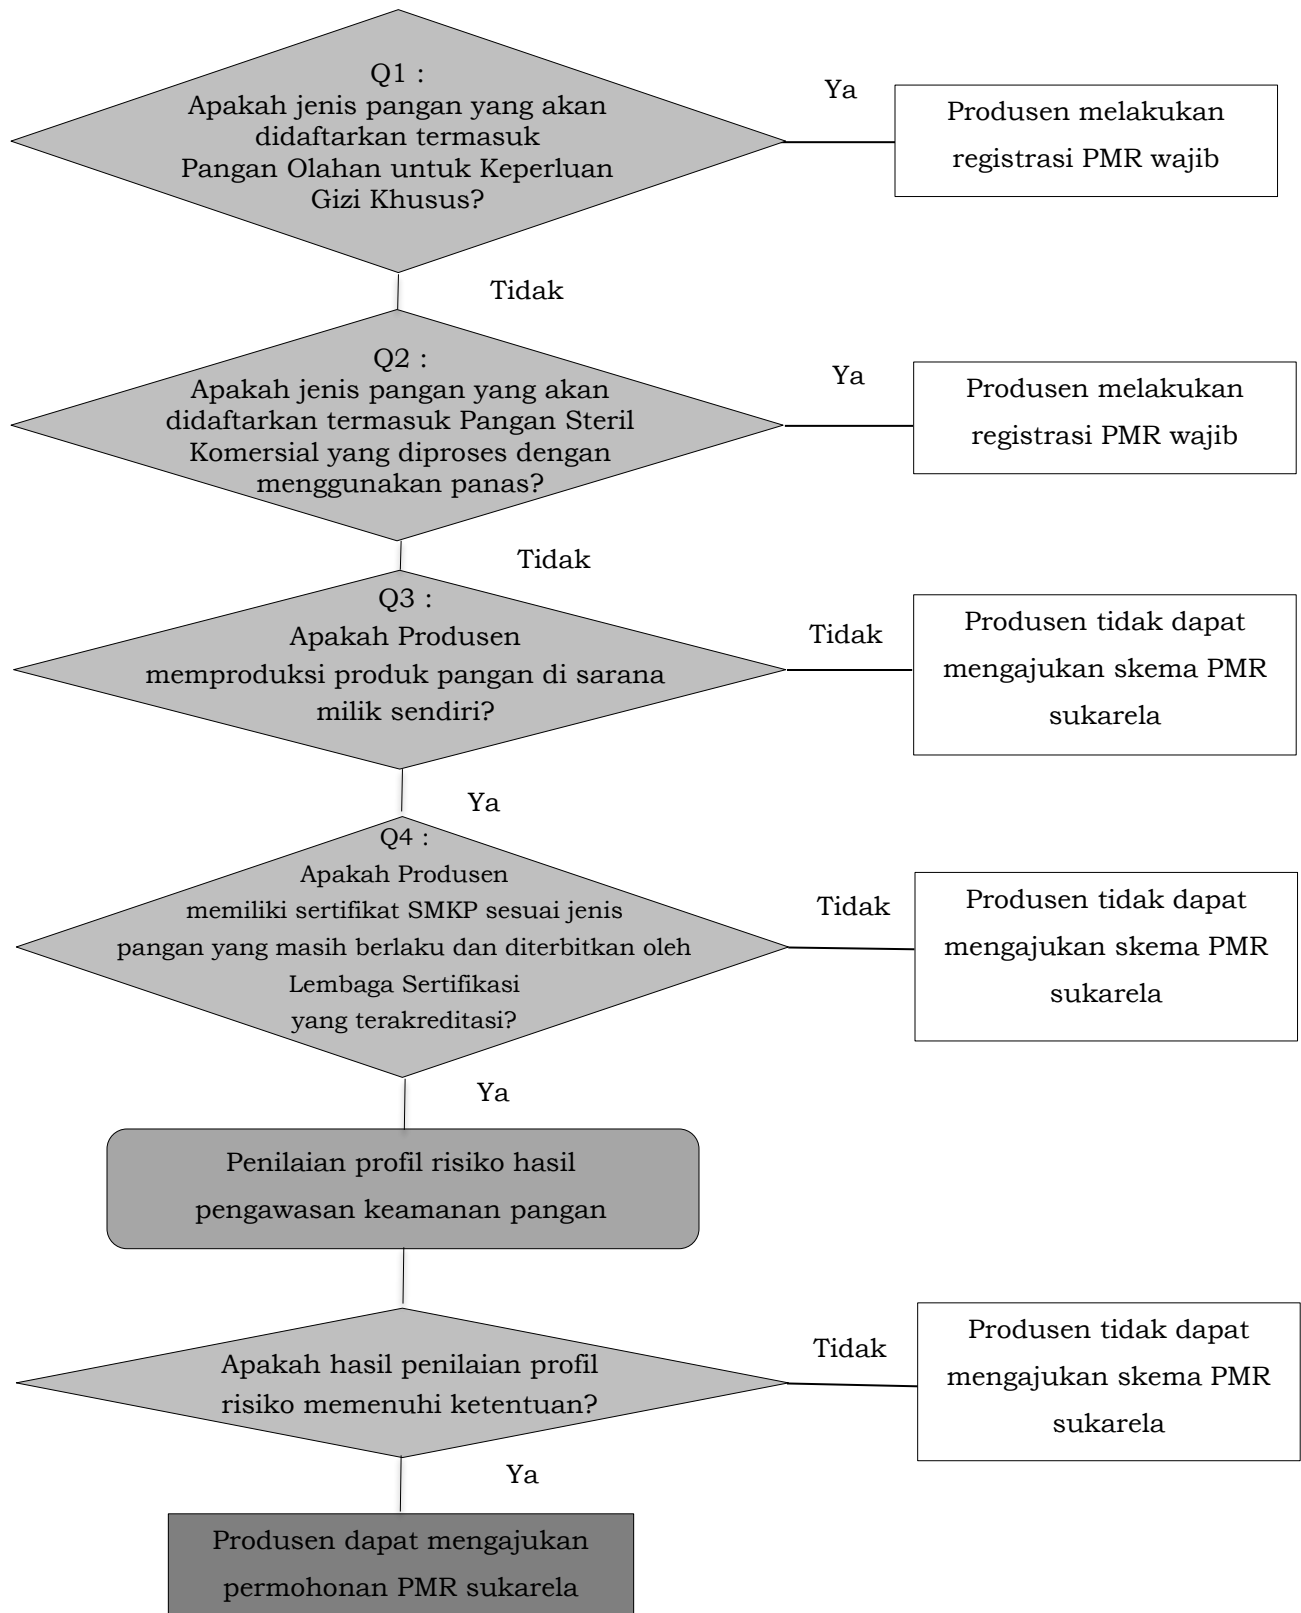 Q1 :
Apakah jenis pangan yang akan
didaftarkan termasuk
Pangan Olahan untuk Keperluan
Gizi Khusus?
Ya
Produsen melakukan
registrasi PMR wajib
Tidak
Q2 :
Apakah jenis pangan yang akan
didaftarkan termasuk Pangan Steril
Komersial yang diproses dengan
menggunakan panas?
Ya
Produsen melakukan
registrasi PMR wajib
Tidak
Q3 :
Apakah Produsen
memproduksi produk pangan di sarana
milik sendiri?
Tidak
Produsen tidak dapat
mengajukan skema PMR
sukarela
Ya
Q4 :
Apakah Produsen
memiliki sertifikat SMKP sesuai jenis
pangan yang masih berlaku dan diterbitkan oleh
Lembaga Sertifikasi
yang terakreditasi?
Tidak
Produsen tidak dapat
mengajukan skema PMR
sukarela
Ya
Penilaian profil risiko hasil
pengawasan keamanan pangan
Apakah hasil penilaian profil
risiko memenuhi ketentuan?
Tidak
Produsen tidak dapat
mengajukan skema PMR
sukarela
Ya
Produsen dapat mengajukan
permohonan PMR sukarela